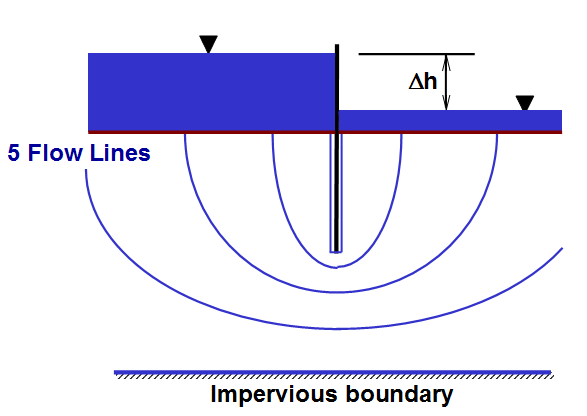 Δh
5 Flow Lines
Impervious boundary